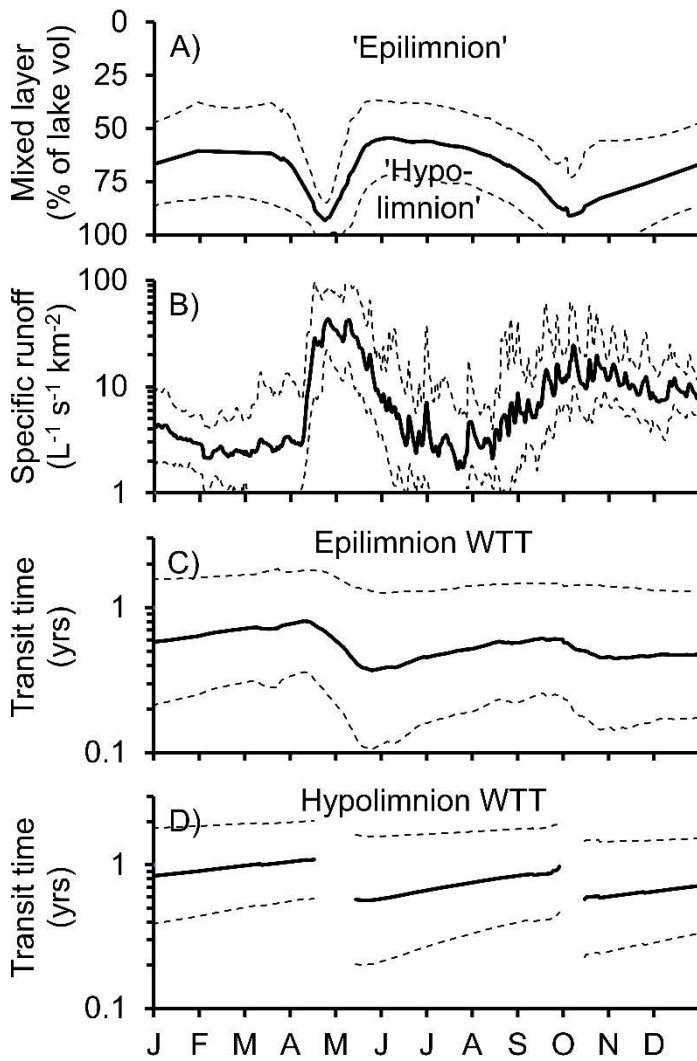 0
25
50
75
100
Mixed layer
(% of lake vol)
A)
'Epilimnion'
'Hypo-
limnion'
100
10
1
Specific runoff
(L⁻¹ s⁻¹ km⁻²)
B)
1
0.1
Transit time
(yrs)
C)
Epilimnion WTT
1
0.1
Transit time
(yrs)
D)
Hypolimnion WTT
J F M A M J J A S O N D